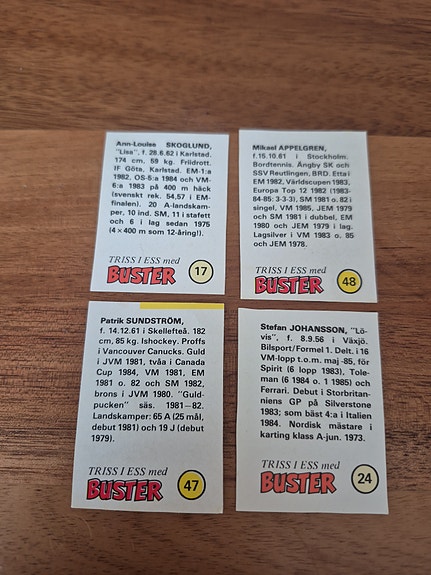 Ann-Louise SKOGLUND,
"Lisa", f. 28.6.62 i Karlstad.
174 cm. 59 kg. Friidrott.
IF Göta, Karlstad. EM-1:a
1982, OS-5:a 1984 och VM-
6:a 1983 på 400 m häck
(svenskt rek. 54,57 i EM-
finalen). 20 A-landskam-
per, 10 ind. SM, 11 i stafett
och 6 i lag sedan 1975
(4 × 400 m som 12-åring!).
TRISS I ESS med
BUSTER
17
Mikael APPELGREN,
f.15.10.61 i Stockholm.
Bordtennis. Ängby SK och
SSV Reutlingen, BRD. Etta i
EM 1982, Världscupen 1983,
Europa Top 12 1982 (1983-
84-85: 3-3-3), SM 1981 o. 82 i
singel, VM 1985, JEM 1979
och SM 1981 i dubbel, EM
1980 och JEM 1979 i lag.
Lagsilver i VM 1983 o. 85
och JEM 1978.
TRISS I ESS med
BUSTER
48
Patrik SUNDSTRÖM,
f. 14.12.61 i Skellefteå. 182
cm, 85 kg. Ishockey. Proffs
i Vancouver Canucks. Guld
i JVM 1981, tvåa i Canada
Cup 1984, VM 1981, EM
1981 o. 82 och SM 1982,
brons i JVM 1980. "Guld-
pucken" säs. 1981–82.
Landskamper: 65 A (25 mål,
debut 1981) och 19 J (debut
1979).
TRISS I ESS med
BUSTER
47
Stefan JOHANSSON, "Lö-
vis", f. 8.9.56 i Växjö.
Bilsport/Formel 1. Delt. i 16
VM-lopp t.o.m. maj -85, för
Spirit (6 lopp 1983), Tole-
man (6 1984 o. 1 1985) och
Ferrari. Debut i Storbritan-
niens GP på Silverstone
1983; som bäst 4:a i Italien
1984. Nordisk mästare i
karting klass A-jun. 1973.
TRISS I ESS med
BUSTER
24